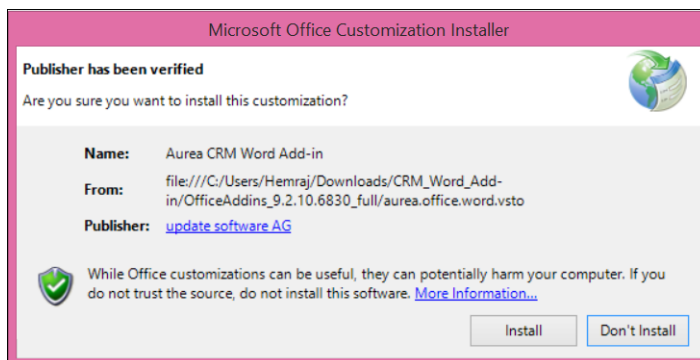 Microsoft Office Customization Installer
Publisher has been verified
Are you sure you want to install this customization?
Name: Aurea CRM Word Add-in
From: file:///C:/Users/Hemraj/Downloads/CRM_Word_Add-
in/OfficeAddins_9.2.10.6830_full/aurea.office.word.vsto
Publisher: update software AG
While Office customizations can be useful, they can potentially harm your computer. If you
do not trust the source, do not install this software. More Information...
Install Don't Install